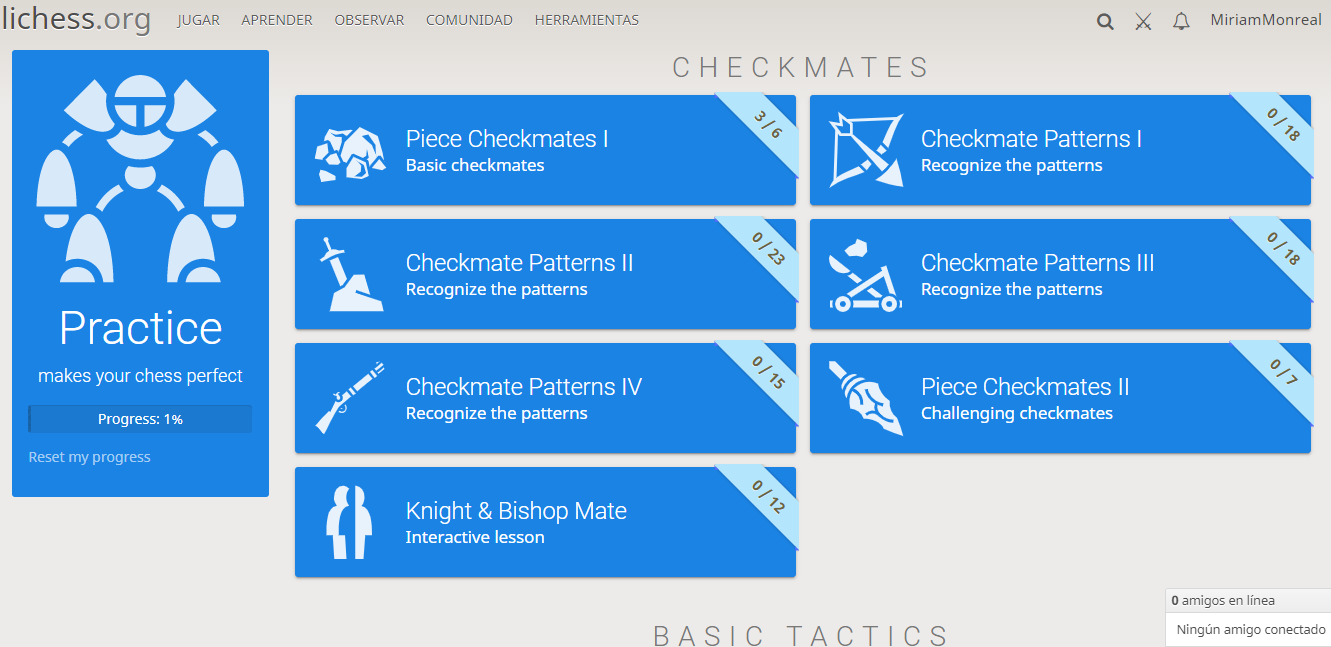 lichess.org JUGAR APRENDER OBSERVAR COMUNIDAD HERRAMIENTAS MiriamMonreal
Practice
makes your chess perfect
Progress: 1%
Reset my progress
CHECKMATES
Piece Checkmates I
Basic checkmates
3 / 6
Checkmate Patterns I
Recognize the patterns
0 / 18
Checkmate Patterns II
Recognize the patterns
0 / 23
Checkmate Patterns III
Recognize the patterns
0 / 18
Checkmate Patterns IV
Recognize the patterns
0 / 15
Piece Checkmates II
Challenging checkmates
0 / 7
Knight & Bishop Mate
Interactive lesson
0 / 12
BASIC TACTICS
0 amigos en línea
Ningún amigo conectado